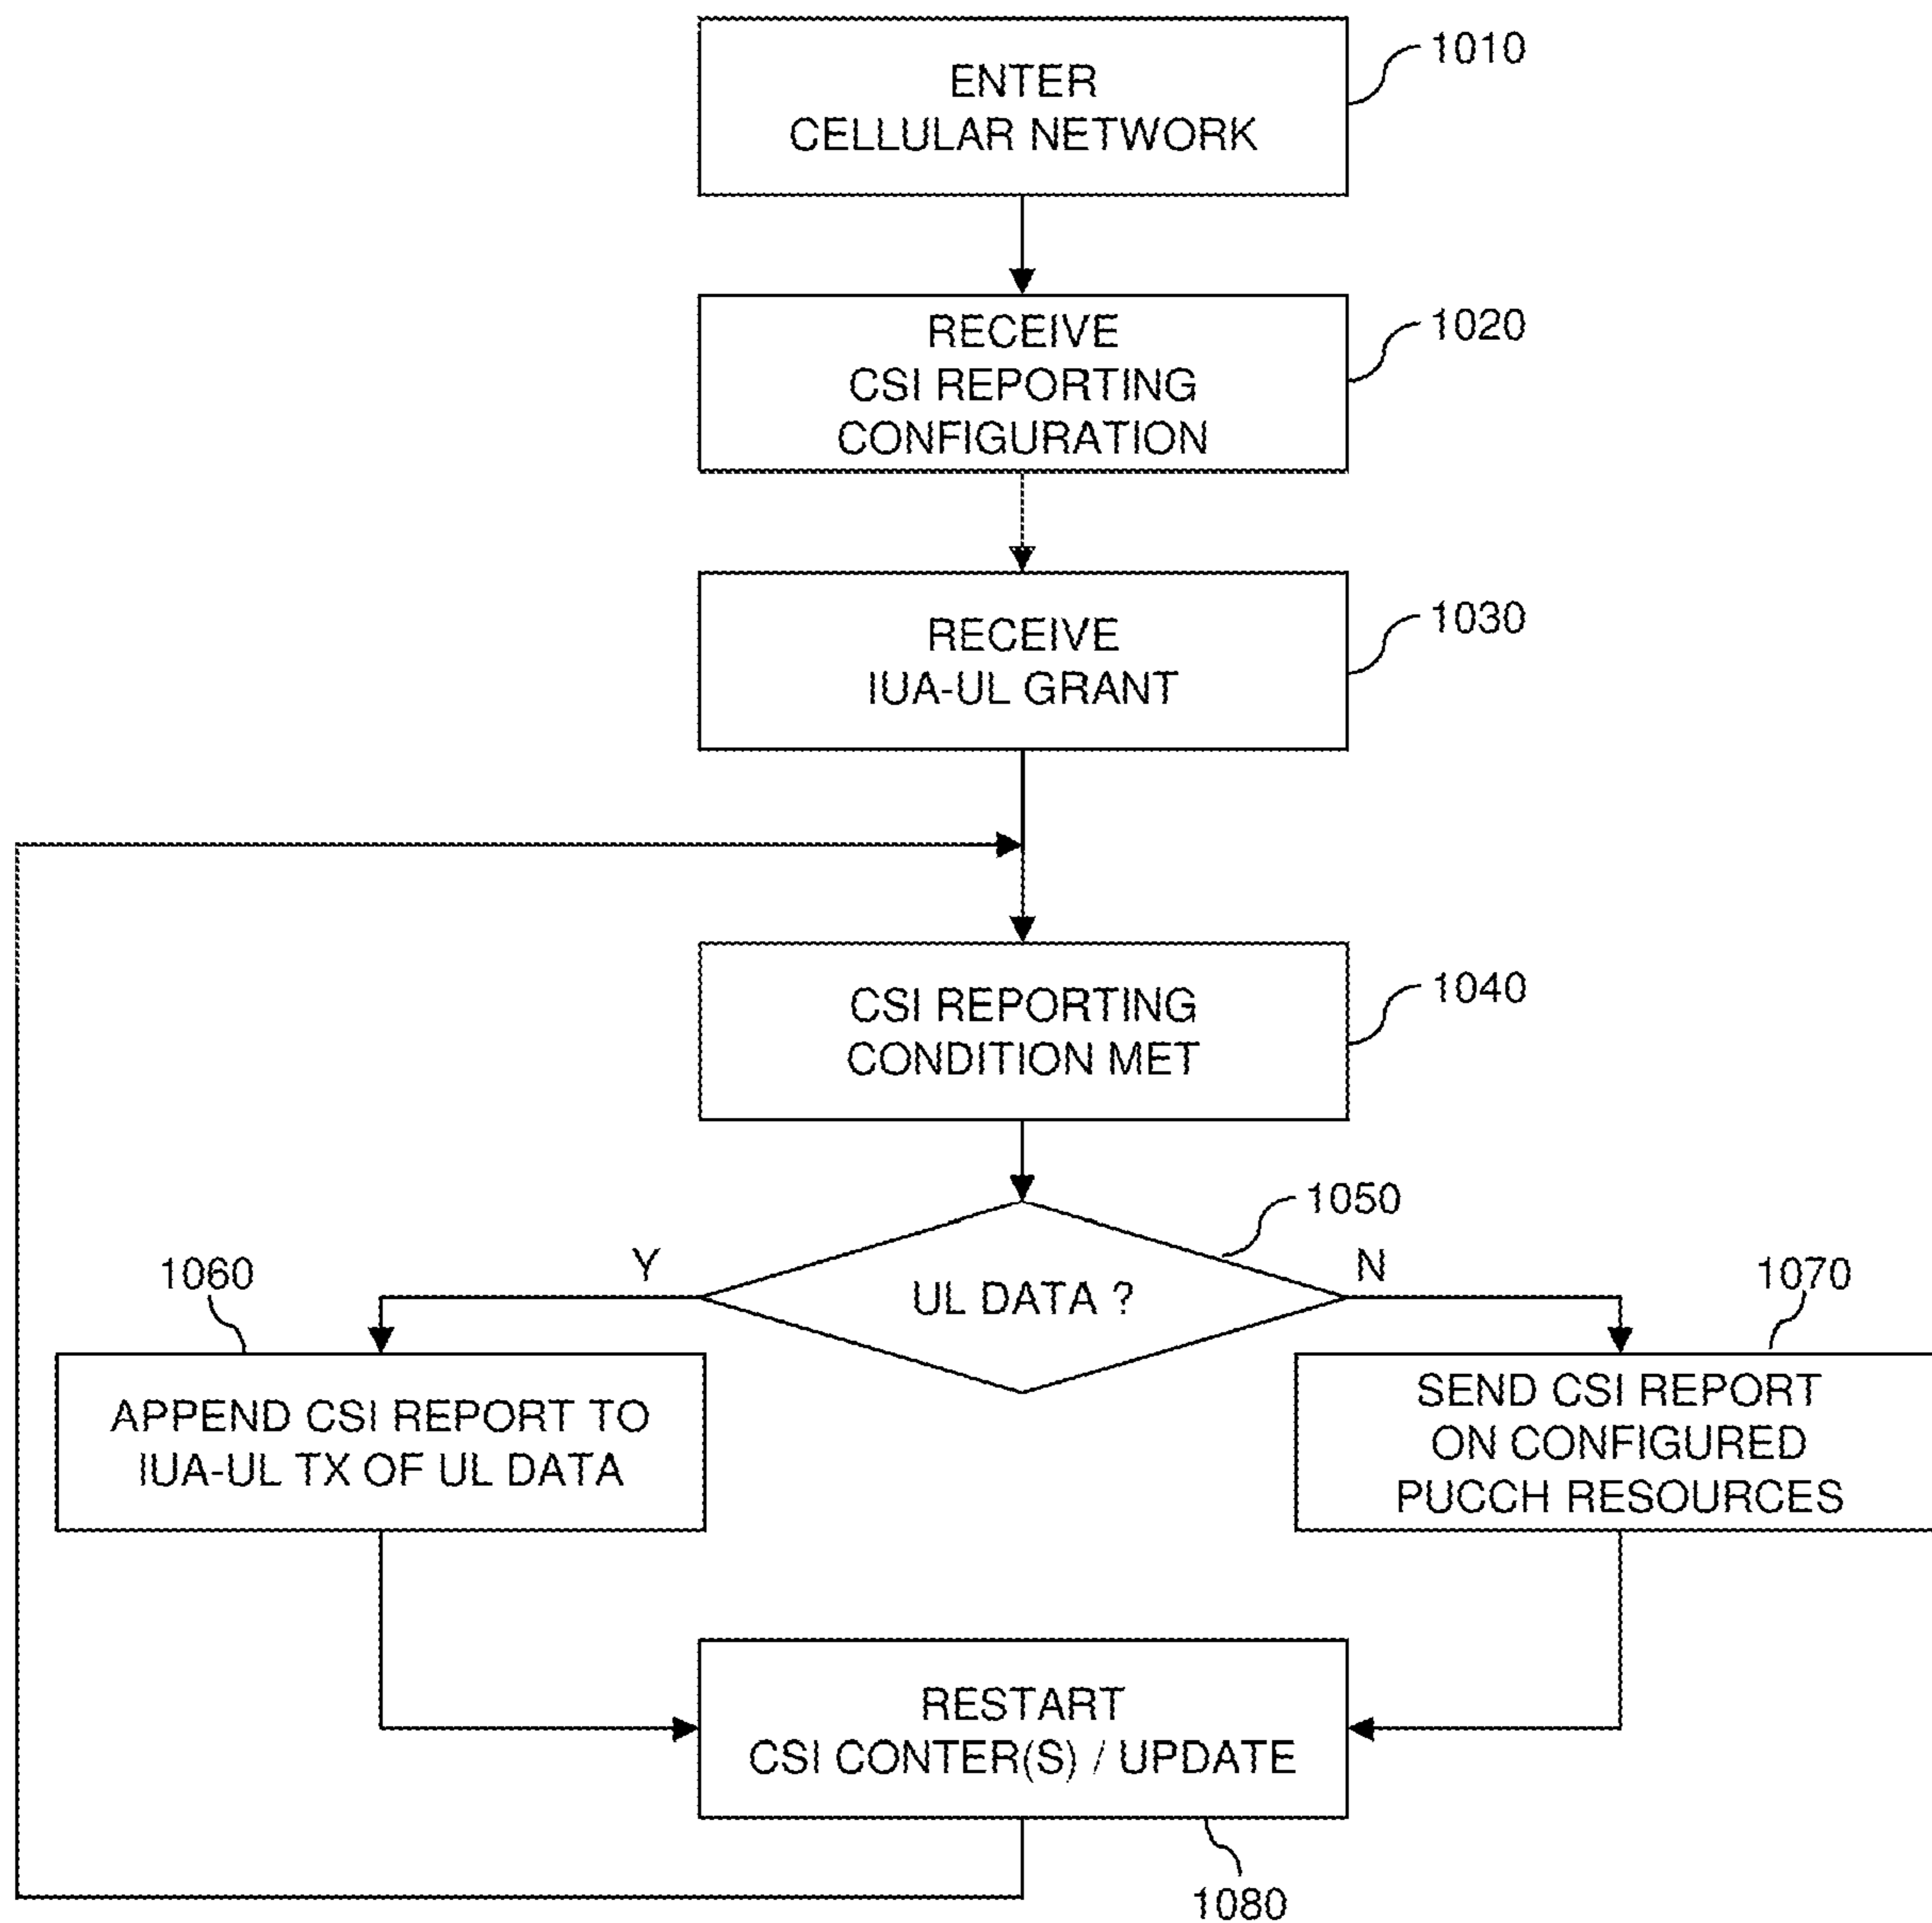 ENTER
CELLULAR NETWORK
1010
RECEIVE
CSI REPORTING
CONFIGURATION
1020
RECEIVE
IUA-UL GRANT
1030
CSI REPORTING
CONDITION MET
1040
UL DATA ?
1050
Y
N
1060
APPEND CSI REPORT TO
IUA-UL TX OF UL DATA
1070
SEND CSI REPORT
ON CONFIGURED
PUCCH RESOURCES
RESTART
CSI CONTER(S) / UPDATE
1080